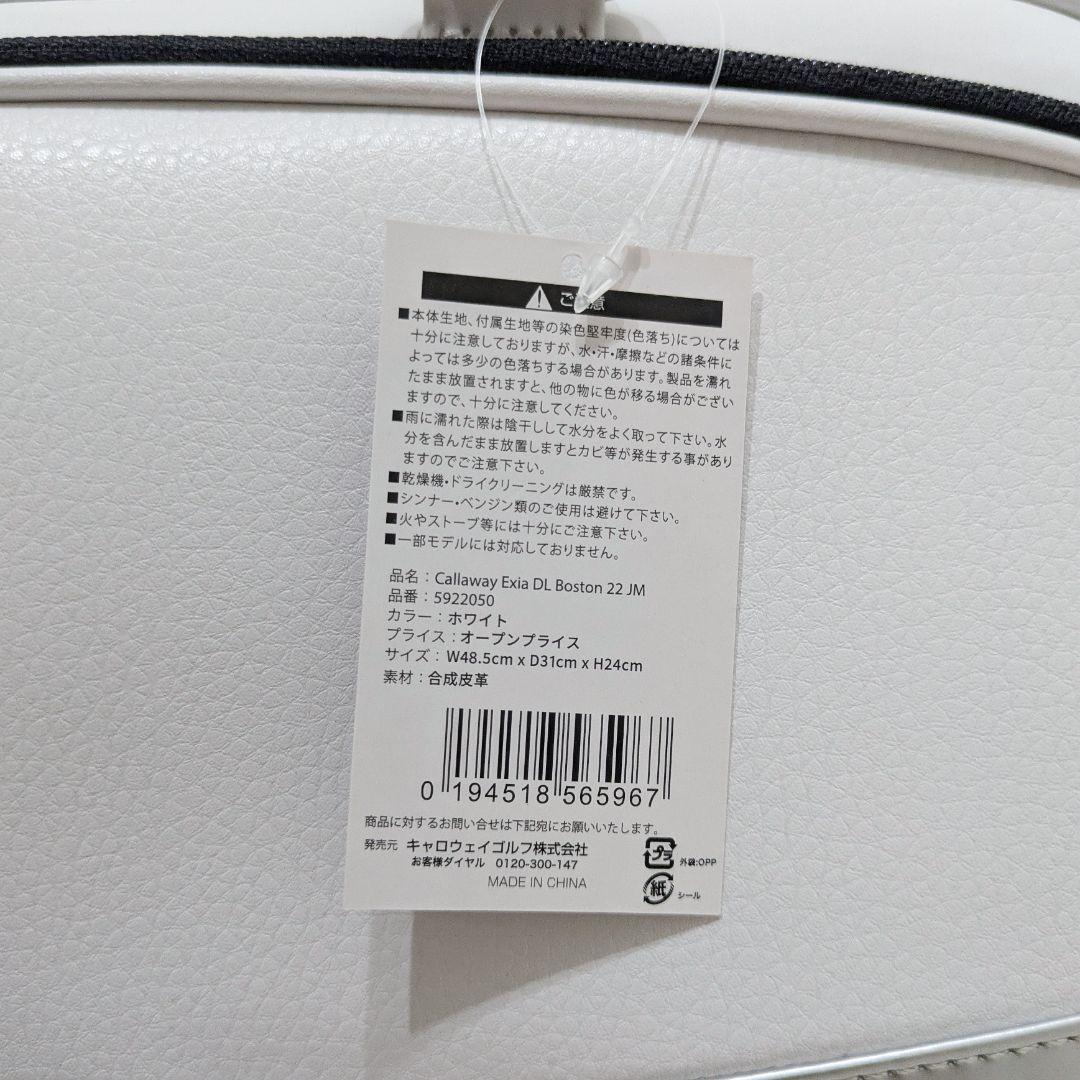 ご注意
■本体生地、付属生地等の染色堅牢度(色落ち)については
十分に注意しておりますが、水・汗・摩擦などの諸条件に
よっては多少の色落ちする場合があります。製品を濡れ
たまま放置されますと、他の物に色が移る場合がござい
ますので、十分に注意してください。
■雨に濡れた際は陰干しして水分をよく取って下さい。水
分を含んだまま放置しますとカビ等が発生する事があり
ますのでご注意下さい。
■乾燥機・ドライクリーニングは厳禁です。
■シンナー・ベンジン類のご使用は避けて下さい。
■火やストーブ等には十分にご注意下さい。
■一部モデルには対応しておりません。
品名：Callaway Exia DL Boston 22 JM
品番：5922050
カラー：ホワイト
プライス：オープンプライス
サイズ：W48.5cm x D31cm x H24cm
素材：合成皮革
0 194518 565967
商品に対するお問い合せは下記宛にお願いいたします。
発売元 キャロウェイゴルフ株式会社
お客様ダイヤル 0120-300-147
MADE IN CHINA
プラ 外袋:OPP
紙 シール